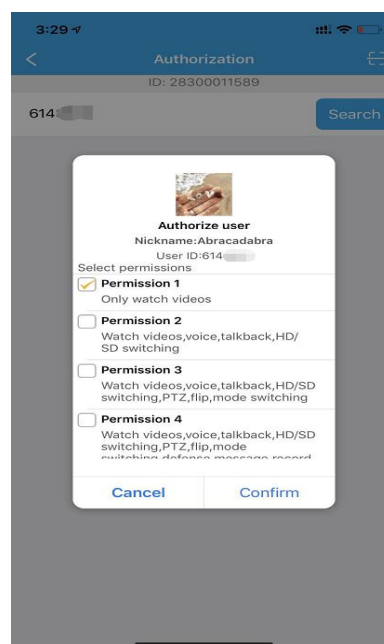 3:29
Authorization
ID: 28300011589
614
Search
Authorize user
Nickname:Abracadabra
User ID:614
Select permissions
Permission 1
Only watch videos
Permission 2
Watch videos,voice,talkback,HD/
SD switching
Permission 3
Watch videos,voice,talkback,HD/SD
switching,PTZ,flip,mode switching
Permission 4
Watch videos,voice,talkback,HD/SD
switching,PTZ,flip,mode
switching,defense message,record
Cancel
Confirm